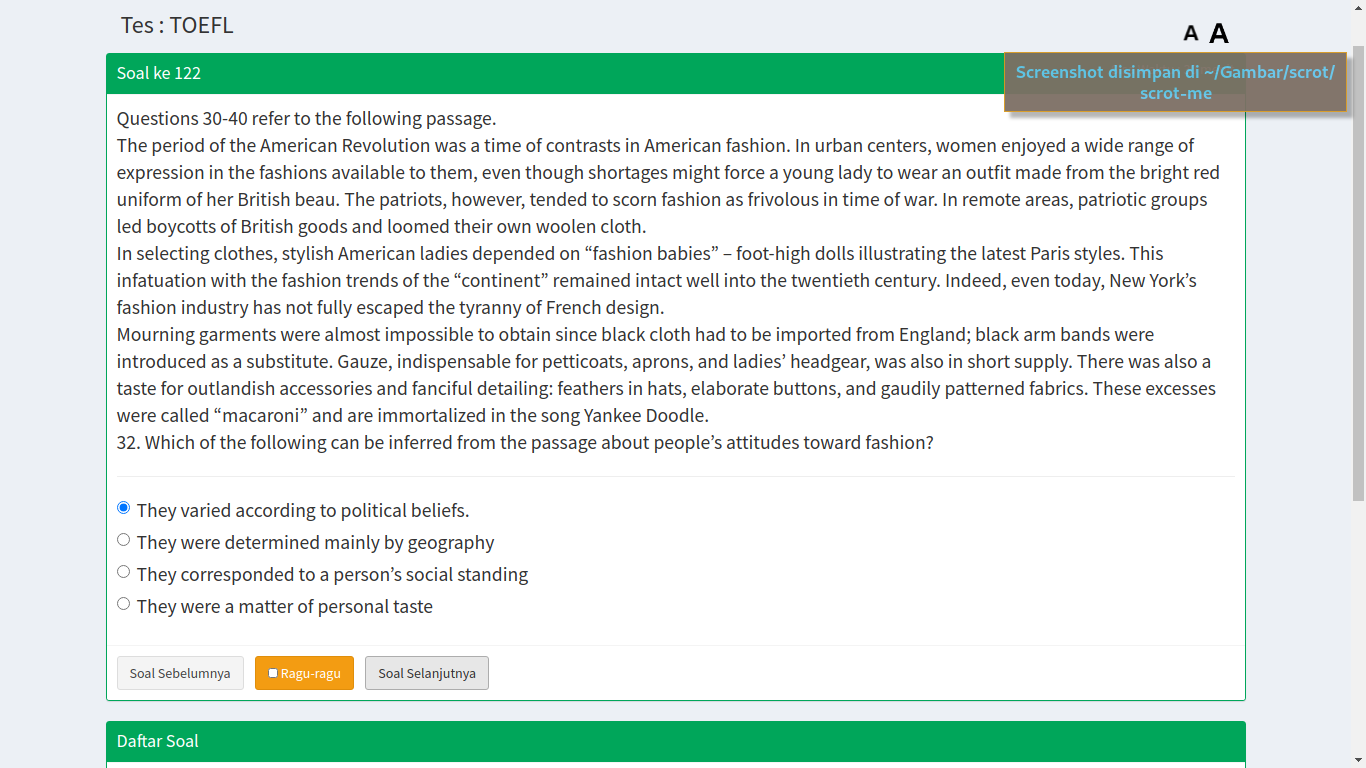 Tes : TOEFL
A A
Soal ke 122
Screenshot disimpan di ~/Gambar/scrot/
scrot-me
Questions 30-40 refer to the following passage.
The period of the American Revolution was a time of contrasts in American fashion. In urban centers, women enjoyed a wide range of
expression in the fashions available to them, even though shortages might force a young lady to wear an outfit made from the bright red
uniform of her British beau. The patriots, however, tended to scorn fashion as frivolous in time of war. In remote areas, patriotic groups
led boycotts of British goods and loomed their own woolen cloth.
In selecting clothes, stylish American ladies depended on “fashion babies” – foot-high dolls illustrating the latest Paris styles. This
infatuation with the fashion trends of the “continent” remained intact well into the twentieth century. Indeed, even today, New York’s
fashion industry has not fully escaped the tyranny of French design.
Mourning garments were almost impossible to obtain since black cloth had to be imported from England; black arm bands were
introduced as a substitute. Gauze, indispensable for petticoats, aprons, and ladies’ headgear, was also in short supply. There was also a
taste for outlandish accessories and fanciful detailing: feathers in hats, elaborate buttons, and gaudily patterned fabrics. These excesses
were called “macaroni” and are immortalized in the song Yankee Doodle.
32. Which of the following can be inferred from the passage about people’s attitudes toward fashion?
They varied according to political beliefs.
They were determined mainly by geography
They corresponded to a person’s social standing
They were a matter of personal taste
Soal Sebelumnya Ragu-ragu Soal Selanjutnya
Daftar Soal